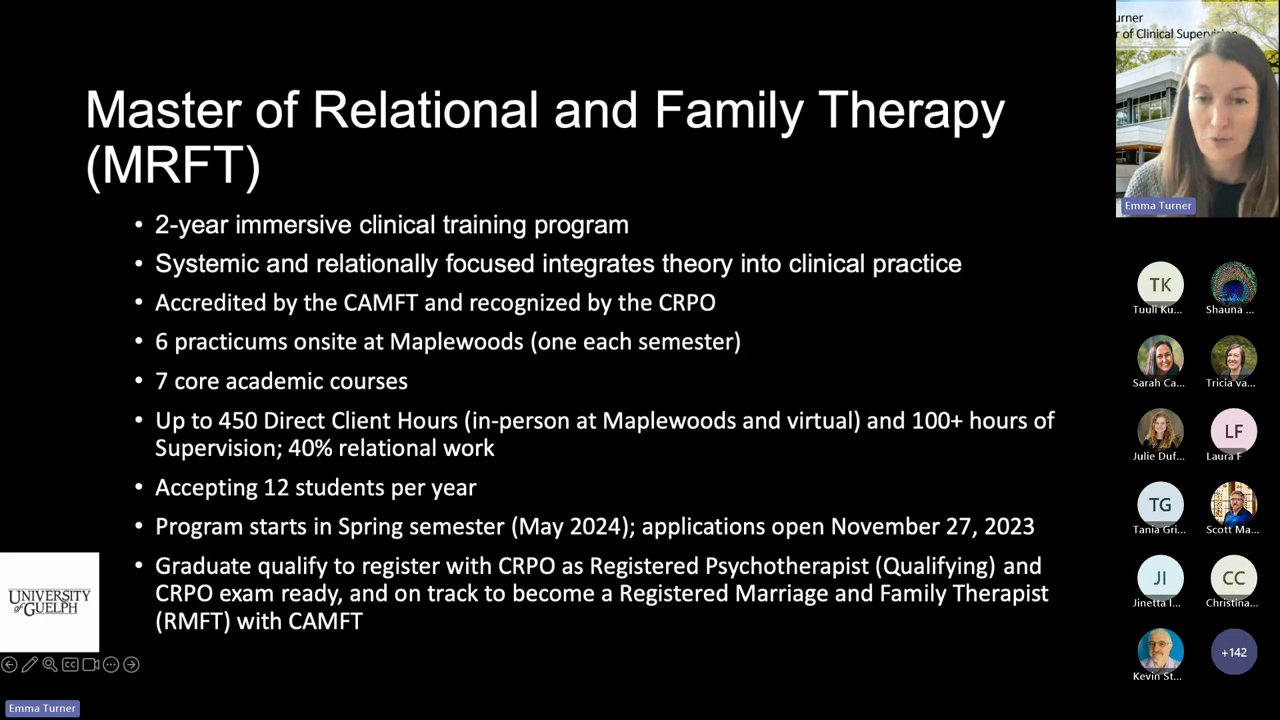 Master of Relational and Family Therapy
(MRFT)
• 2-year immersive clinical training program
• Systemic and relationally focused integrates theory into clinical practice
• Accredited by the CAMFT and recognized by the CRPO
• 6 practicums onsite at Maplewoods (one each semester)
• 7 core academic courses
• Up to 450 Direct Client Hours (in-person at Maplewoods and virtual) and 100+ hours of
Supervision; 40% relational work
• Accepting 12 students per year
• Program starts in Spring semester (May 2024); applications open November 27, 2023
• Graduate qualify to register with CRPO as Registered Psychotherapist (Qualifying) and
CRPO exam ready, and on track to become a Registered Marriage and Family Therapist
(RMFT) with CAMFT
UNIVERSITY
OF GUELPH
CC
Emma Turner
urner
r of Clinical Supervising
Emma Turner
TK
Tuuli Ku...
Shauna ...
Sarah Ca...
Tricia va...
Julie Duf...
LF
Laura F
TG
Tania Gri...
Scott Ma...
JI
Jinetta I...
CC
Christina...
Kevin St...
+142